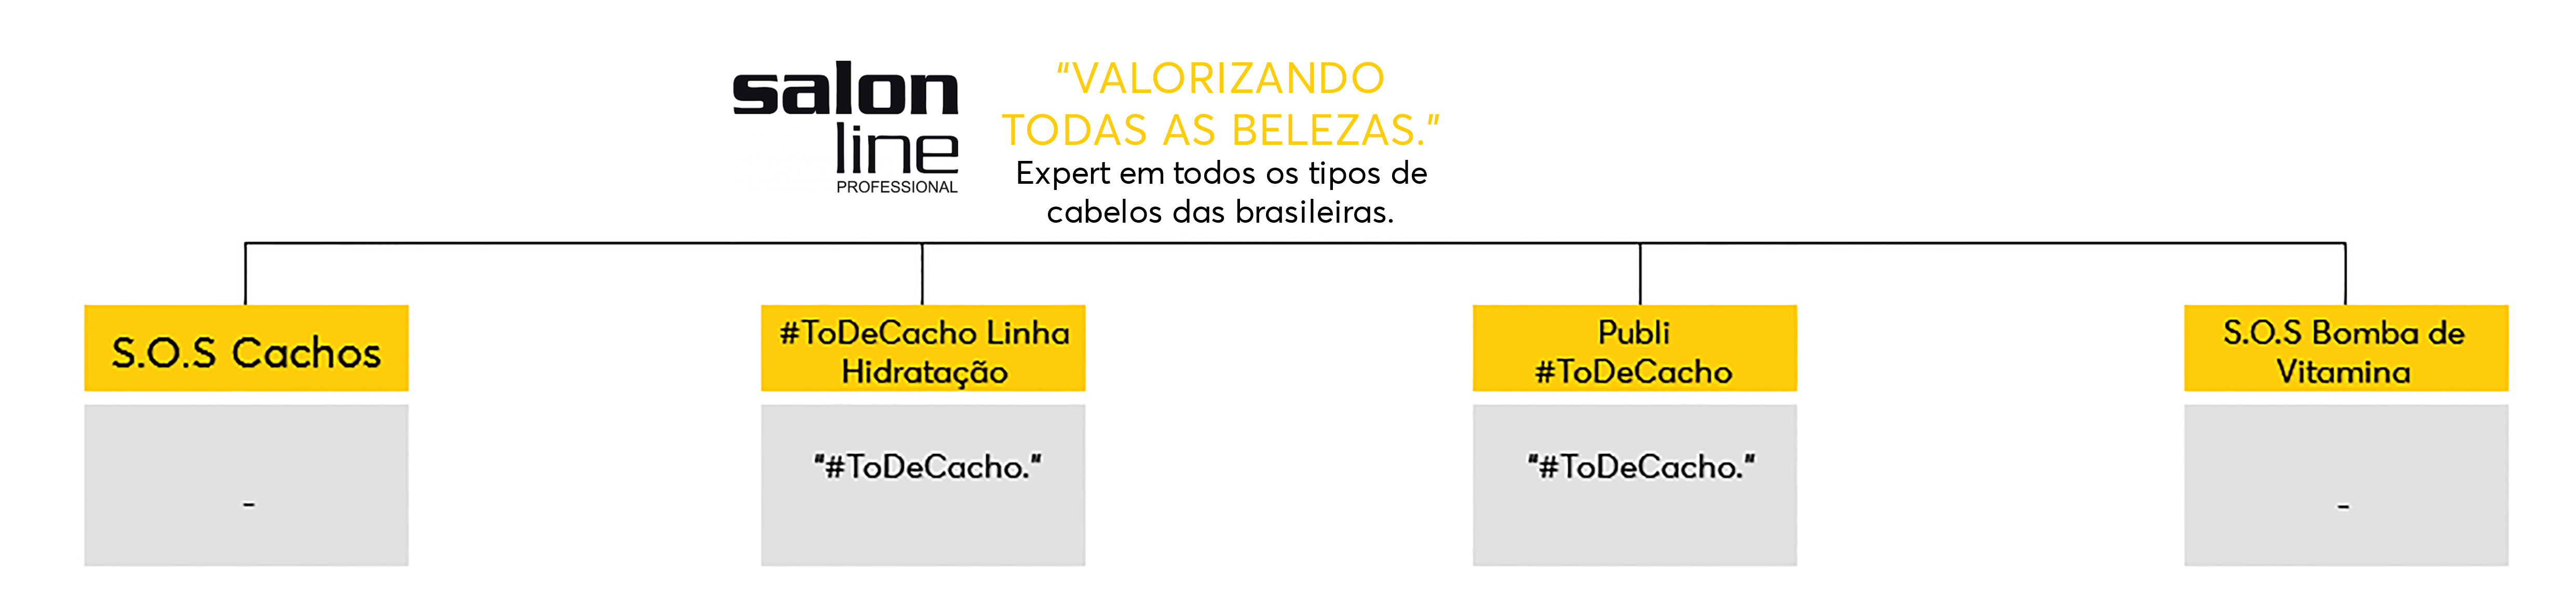 salon
line
PROFESSIONAL
"VALORIZANDO
TODAS AS BELEZAS."
Expert em todos os tipos de
cabelos das brasileiras.
S.O.S Cachos
-
#ToDeCacho Linha
Hidratação
"#ToDeCacho."
Publi
#ToDeCacho
"#ToDeCacho."
S.O.S Bomba de
Vitamina
-